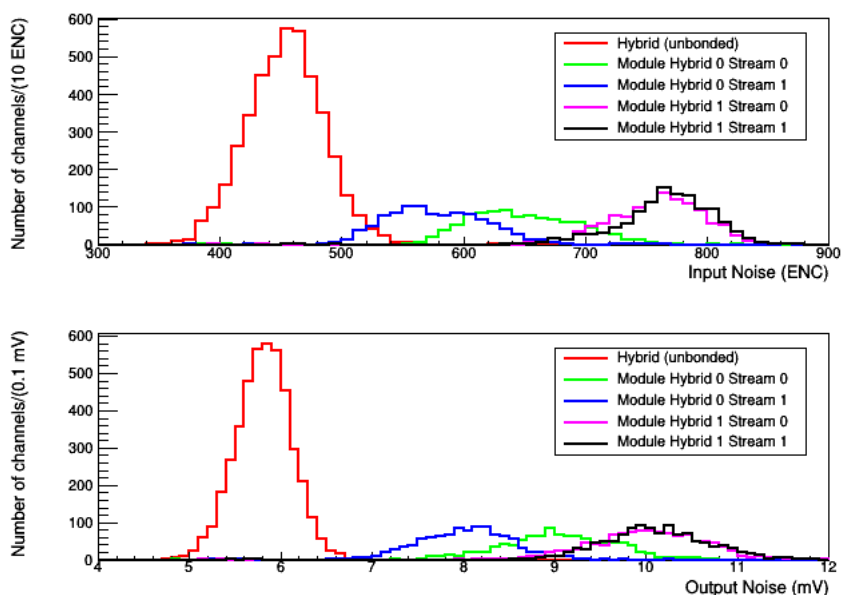 Number of channels/(10 ENC)
600
500
400
300
200
100
0
Hybrid (unbonded)
Module Hybrid 0 Stream 0
Module Hybrid 0 Stream 1
Module Hybrid 1 Stream 0
Module Hybrid 1 Stream 1
300 400 500 600 700 800 900
Input Noise (ENC)
Number of channels/(0.1 mV)
600
500
400
300
200
100
0
Hybrid (unbonded)
Module Hybrid 0 Stream 0
Module Hybrid 0 Stream 1
Module Hybrid 1 Stream 0
Module Hybrid 1 Stream 1
4 5 6 7 8 9 10 11 12
Output Noise (mV)